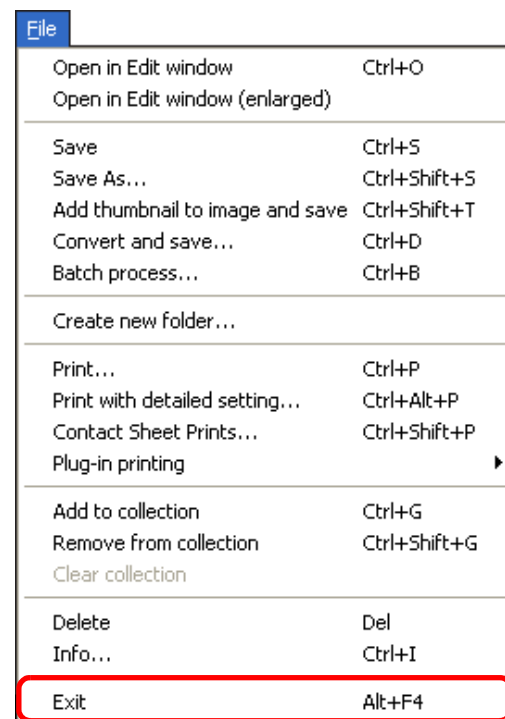 File
Open in Edit window Ctrl+O
Open in Edit window (enlarged)
Save Ctrl+S
Save As... Ctrl+Shift+S
Add thumbnail to image and save Ctrl+Shift+T
Convert and save... Ctrl+D
Batch process... Ctrl+B
Create new folder...
Print... Ctrl+P
Print with detailed setting... Ctrl+Alt+P
Contact Sheet Prints... Ctrl+Shift+P
Plug-in printing
Add to collection Ctrl+G
Remove from collection Ctrl+Shift+G
Clear collection
Delete Del
Info... Ctrl+I
Exit Alt+F4